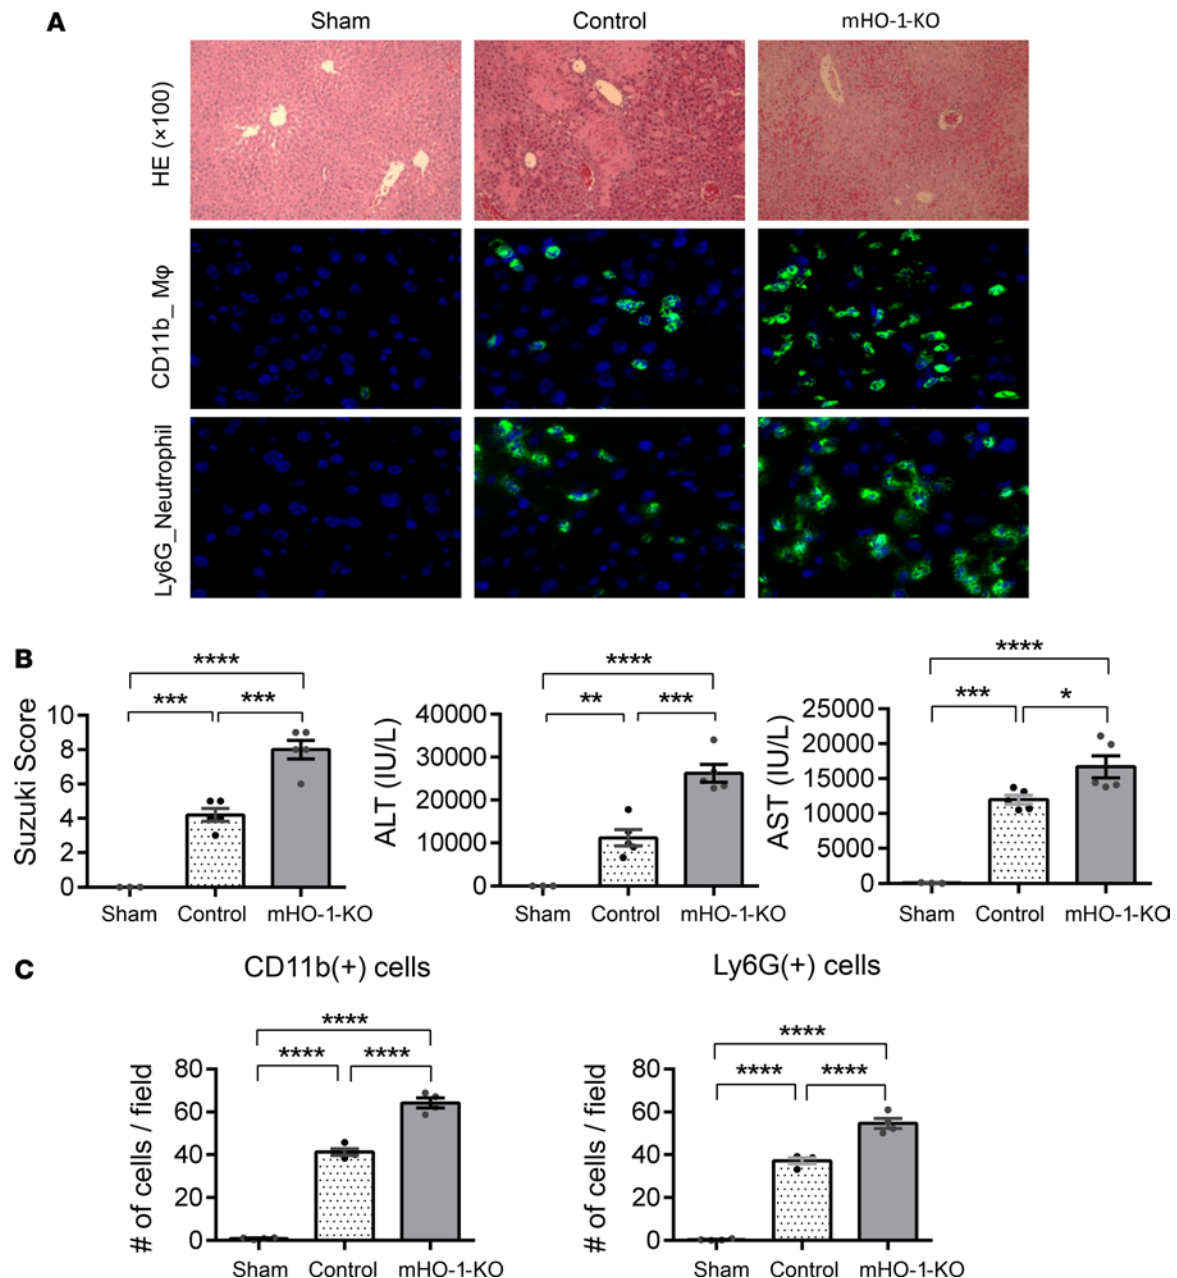 A
Sham
Control
mHO-1-KO
HE (×100)
CD11b_ Mφ
Ly6G_Neutrophil
B
Suzuki Score
10
8
6
4
2
0
***
***
****
Sham
Control
mHO-1-KO
ALT (IU/L)
40000
30000
20000
10000
0
**
***
****
Sham
Control
mHO-1-KO
AST (IU/L)
25000
20000
15000
10000
5000
0
***
*
****
Sham
Control
mHO-1-KO
C
CD11b(+) cells
# of cells / field
80
60
40
20
0
****
****
****
Sham
Control
mHO-1-KO
Ly6G(+) cells
# of cells / field
80
60
40
20
0
****
****
****
Sham
Control
mHO-1-KO